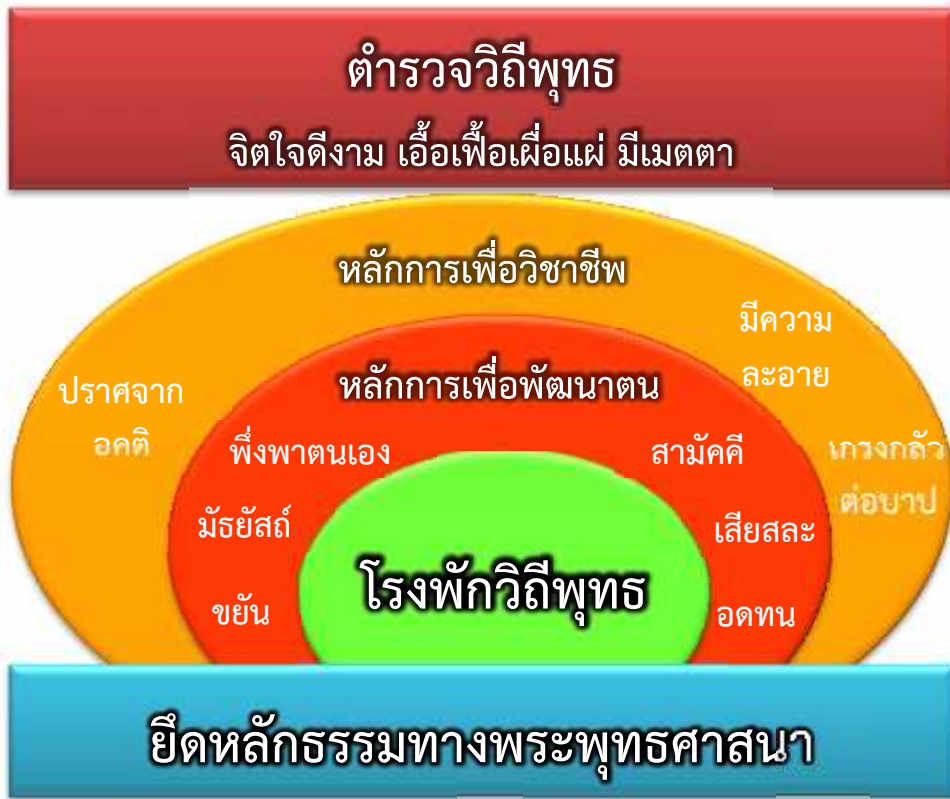 ตำรวจวิถีพุทธ
จิตใจดีงาม เอื้อเฟื้อเผื่อแผ่ มีเมตตา
หลักการเพื่อวิชาชีพ
ปราศจาก
อคติ
มีความ
ละอาย
เกรงกลัว
ต่อบาป
หลักการเพื่อพัฒนาตน
พึ่งพาตนเอง
มัธยัสถ์
ขยัน
สามัคคี
เสียสละ
อดทน
โรงพักวิถีพุทธ
ยึดหลักธรรมทางพระพุทธศาสนา